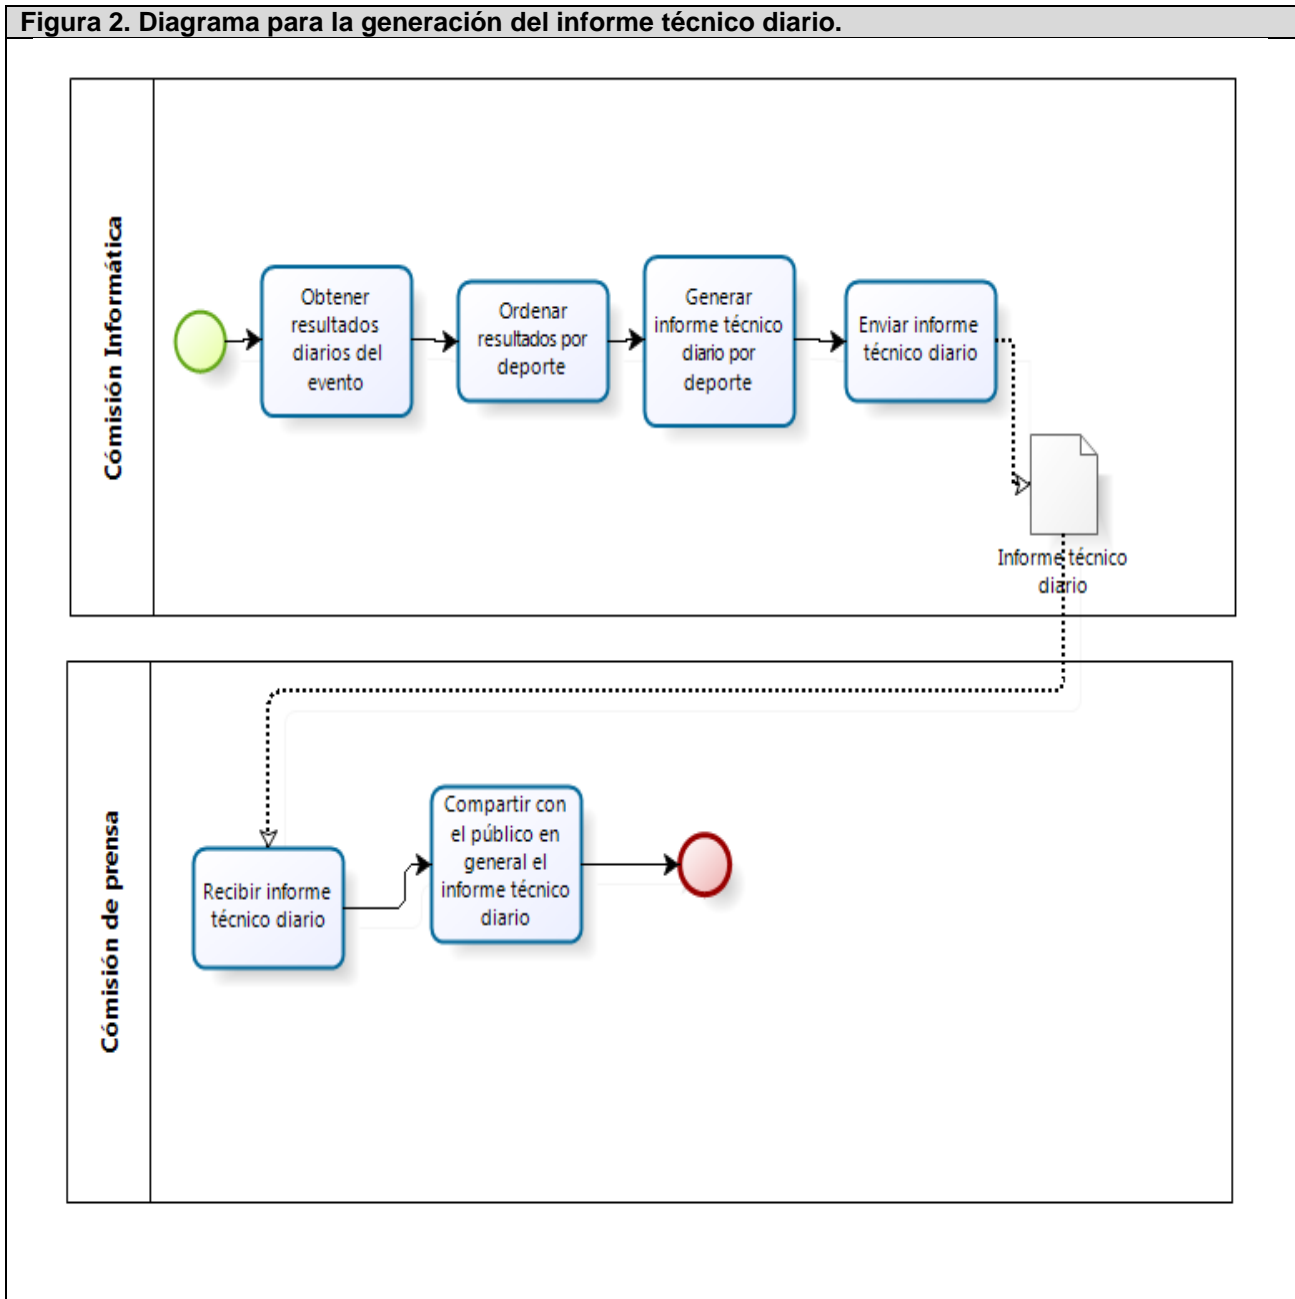 Figura 2. Diagrama para la generación del informe técnico diario.
Cómisión Informática
Obtener
resultados
diarios del
evento
Ordenar
resultados por
deporte
Generar
informe técnico
diario por
deporte
Enviar informe
técnico diario
Informe técnico
diario
Cómisión de prensa
Recibir informe
técnico diario
Compartir con
el público en
general el
informe técnico
diario